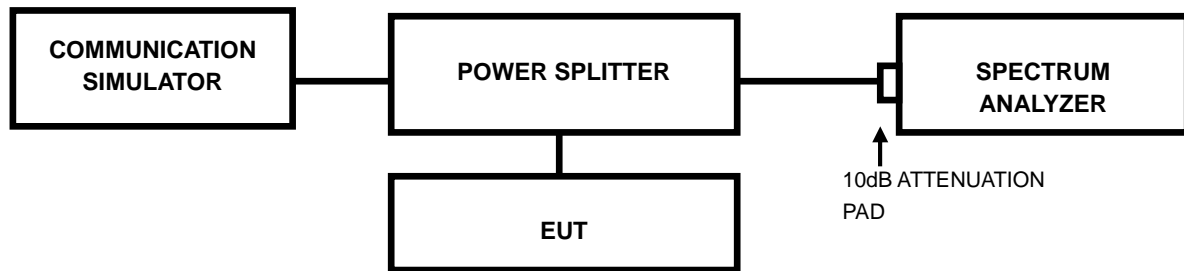 COMMUNICATION
SIMULATOR
POWER SPLITTER
SPECTRUM
ANALYZER
10dB ATTENUATION
PAD
EUT